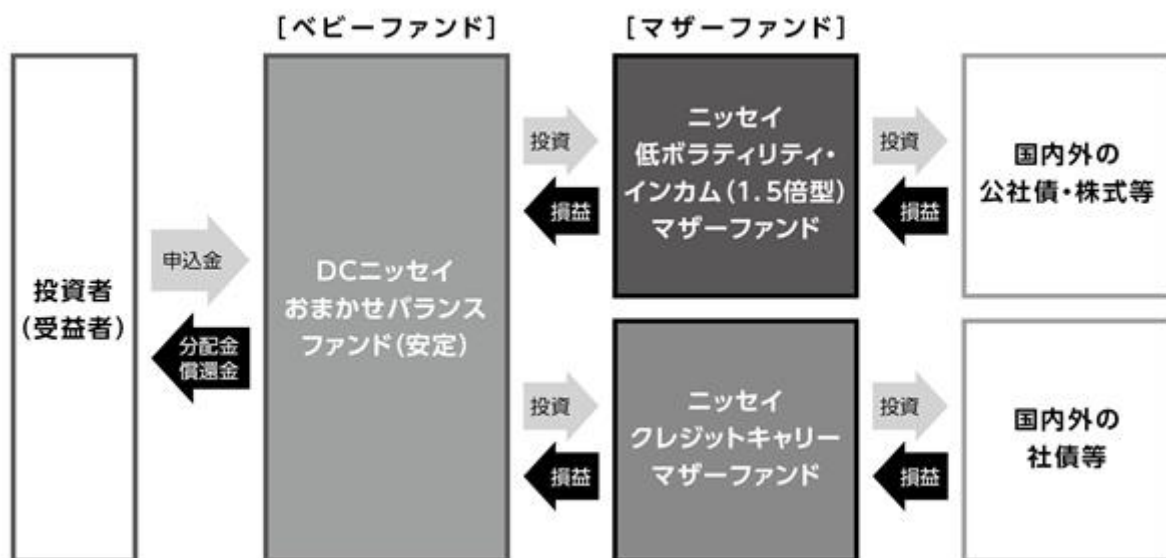 ［ベビーファンド］
［マザーファンド］
投資者
（受益者）
申込金
分配金
償還金
DCニッセイ
おまかせバランス
ファンド（安定）
投資
損益
ニッセイ
低ボラティリティ・
インカム（1.5倍型）
マザーファンド
投資
損益
国内外の
公社債・株式等
投資
損益
ニッセイ
クレジットキャリー
マザーファンド
投資
損益
国内外の
社債等